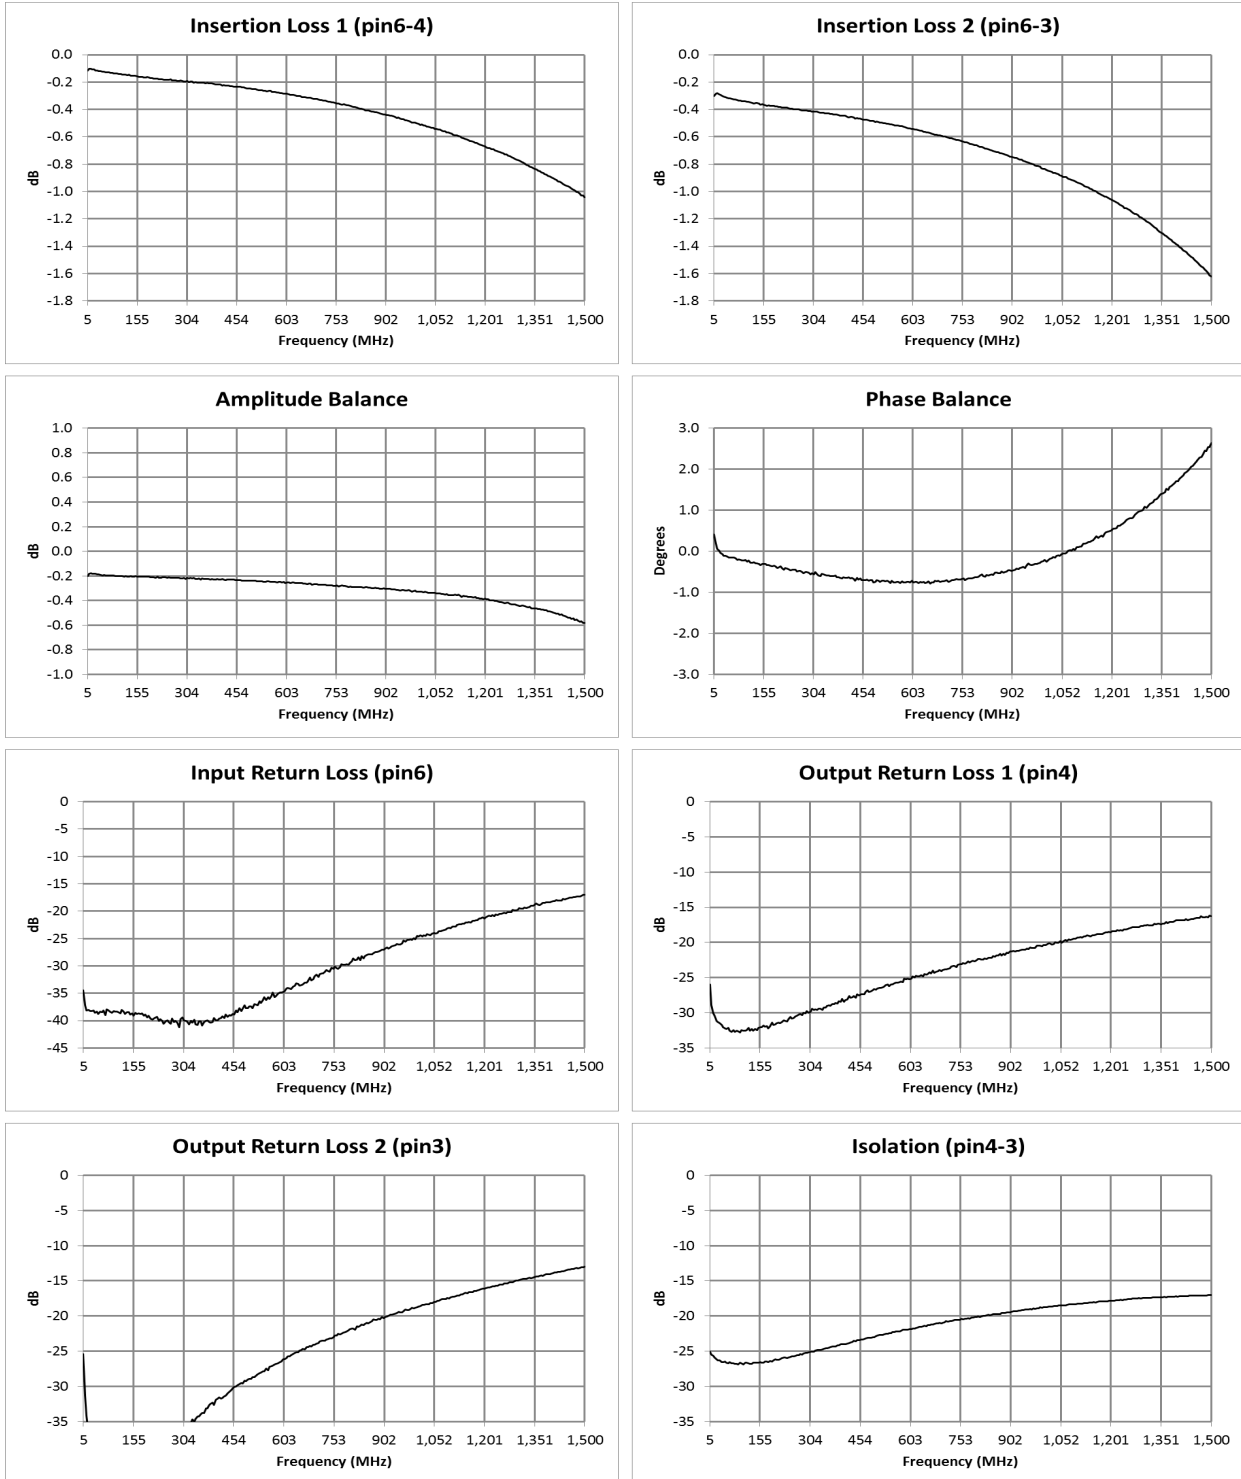 Insertion Loss 1 (pin6-4)
0.0
-0.2
-0.4
-0.6
-0.8
-1.0
-1.2
-1.4
-1.6
-1.8
dB
5 155 304 454 603 753 902 1,052 1,201 1,351 1,500
Frequency (MHz)
Insertion Loss 2 (pin6-3)
0.0
-0.2
-0.4
-0.6
-0.8
-1.0
-1.2
-1.4
-1.6
-1.8
dB
5 155 304 454 603 753 902 1,052 1,201 1,351 1,500
Frequency (MHz)
Amplitude Balance
1.0
0.8
0.6
0.4
0.2
0.0
-0.2
-0.4
-0.6
-0.8
-1.0
dB
5 155 304 454 603 753 902 1,052 1,201 1,351 1,500
Frequency (MHz)
Phase Balance
3.0
2.0
1.0
0.0
-1.0
-2.0
-3.0
Degrees
5 155 304 454 603 753 902 1,052 1,201 1,351 1,500
Frequency (MHz)
Input Return Loss (pin6)
0
-5
-10
-15
-20
-25
-30
-35
-40
-45
dB
5 155 304 454 603 753 902 1,052 1,201 1,351 1,500
Frequency (MHz)
Output Return Loss 1 (pin4)
0
-5
-10
-15
-20
-25
-30
-35
dB
5 155 304 454 603 753 902 1,052 1,201 1,351 1,500
Frequency (MHz)
Output Return Loss 2 (pin3)
0
-5
-10
-15
-20
-25
-30
-35
dB
5 155 304 454 603 753 902 1,052 1,201 1,351 1,500
Frequency (MHz)
Isolation (pin4-3)
0
-5
-10
-15
-20
-25
-30
-35
dB
5 155 304 454 603 753 902 1,052 1,201 1,351 1,500
Frequency (MHz)